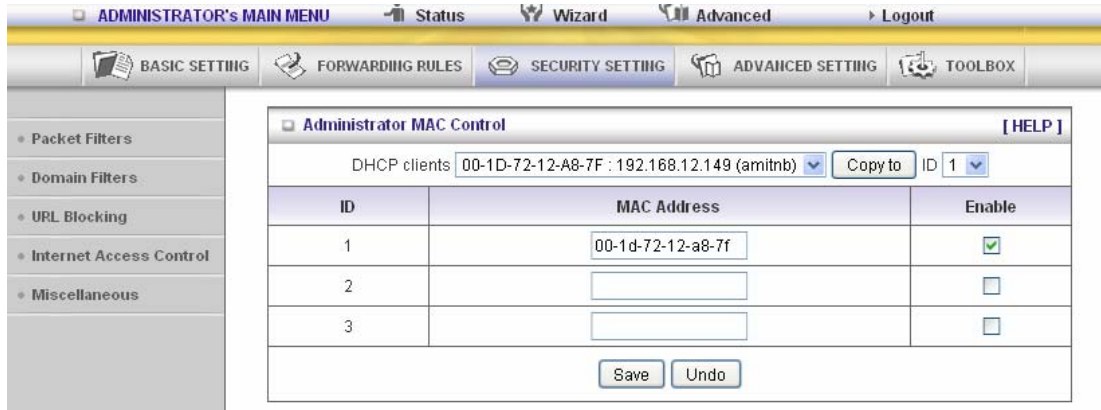 ADMINISTRATOR's MAIN MENU Status Wizard Advanced Logout
BASIC SETTING FORWARDING RULES SECURITY SETTING ADVANCED SETTING TOOLBOX
Packet Filters
Domain Filters
URL Blocking
Internet Access Control
Miscellaneous
Administrator MAC Control [ HELP ]
DHCP clients 00-1D-72-12-A8-7F : 192.168.12.149 (amitnb) Copy to ID 1
ID MAC Address Enable
1 00-1d-72-12-a8-7f
2
3
Save Undo